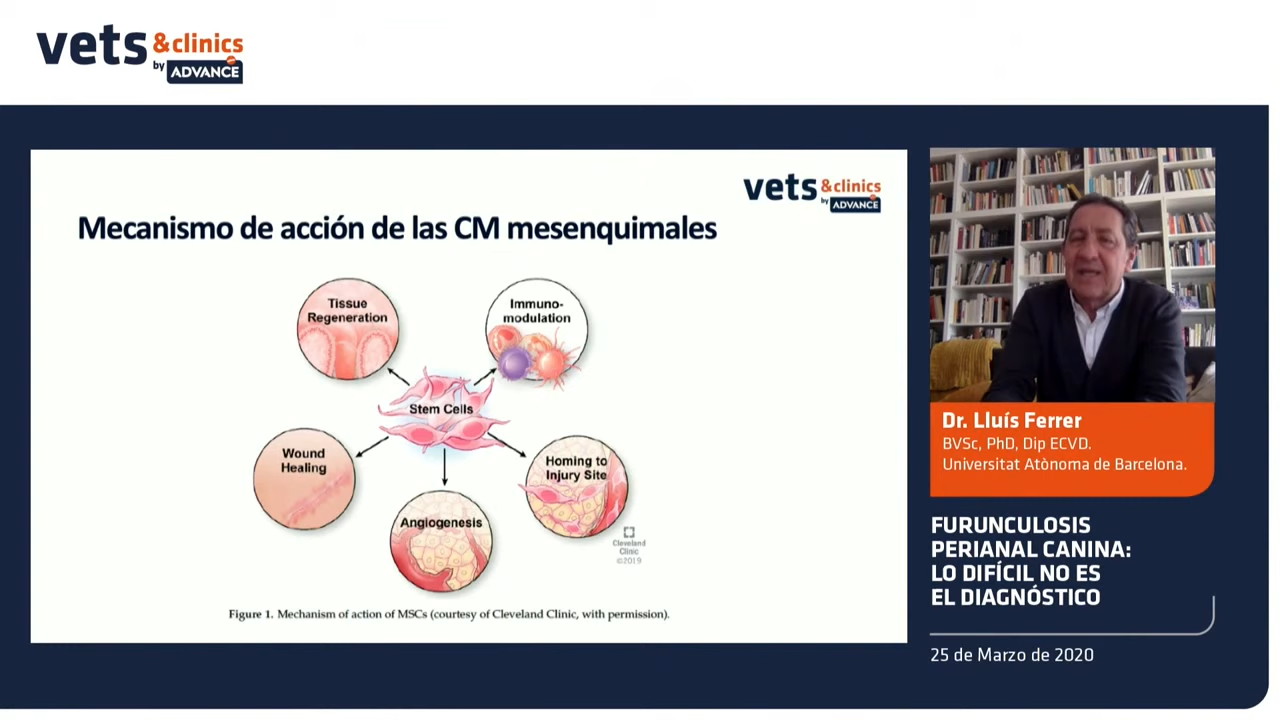 vets &clinics
by ADVANCE
vets &clinics
by ADVANCE
Mecanismo de acción de las CM mesenquimales
Tissue
Regeneration
Immuno-
modulation
Stem Cells
Wound
Healing
Homing to
Injury Site
Angiogenesis
Cleveland
Clinic
©2019
Figure 1. Mechanism of action of MSCs (courtesy of Cleveland Clinic, with permission).
Dr. Lluís Ferrer
BVSc, PhD, Dip ECVD.
Universitat Atònoma de Barcelona.
FURUNCULOSIS
PERIANAL CANINA:
LO DIFÍCIL NO ES
EL DIAGNÓSTICO
25 de Marzo de 2020